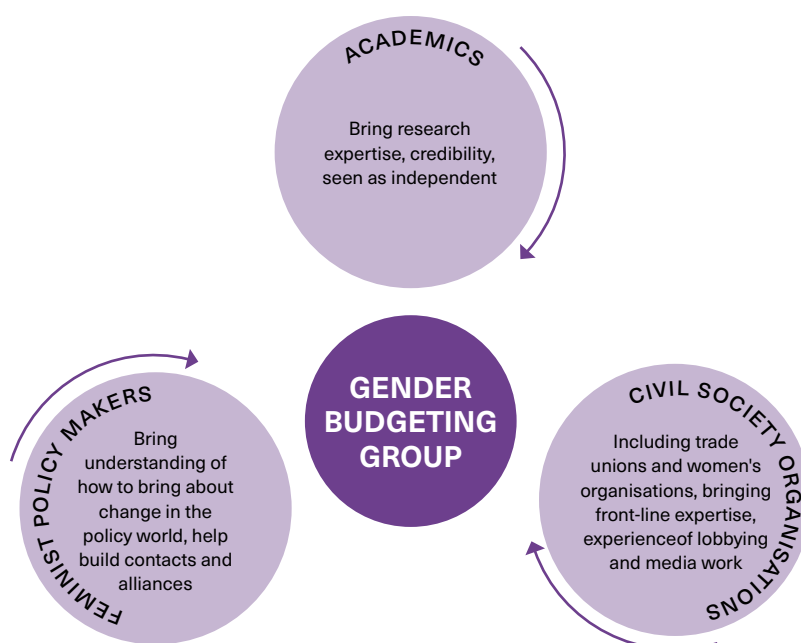 ACADEMICS
Bring research
expertise, credibility,
seen as independent
GENDER
BUDGETING
GROUP
FEMINIST POLICY MAKERS
Bring
understanding of
how to bring about
change in the
policy world, help
build contacts and
alliances
CIVIL SOCIETY ORGANISATIONS
Including trade
unions and women's
organisations, bringing
front-line expertise,
experienceof lobbying
and media work